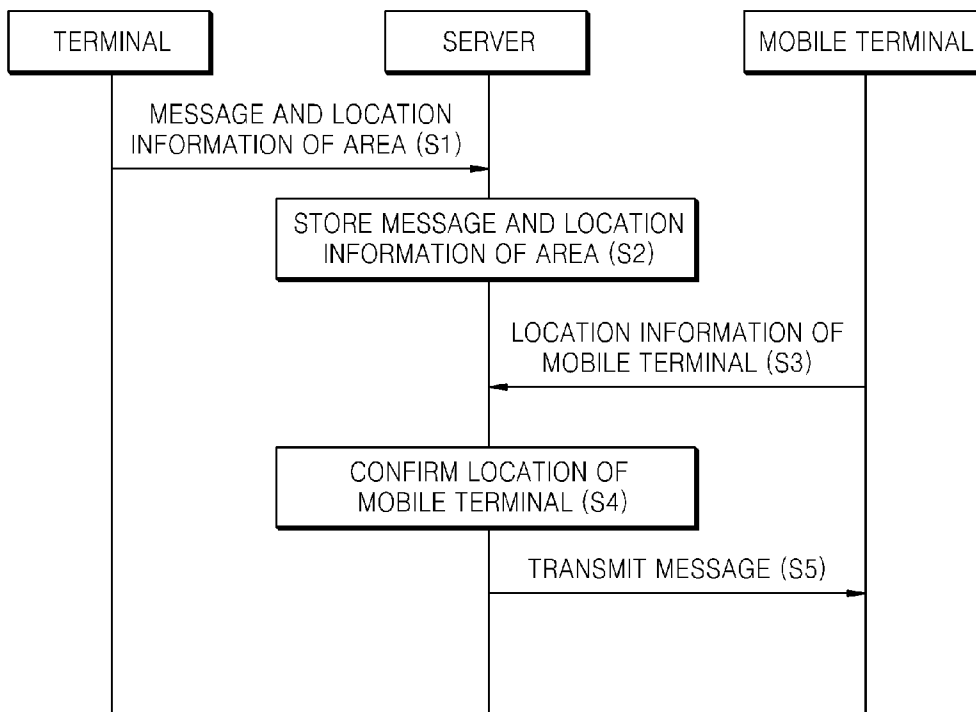 TERMINAL
SERVER
MOBILE TERMINAL
MESSAGE AND LOCATION
INFORMATION OF AREA (S1)
STORE MESSAGE AND LOCATION
INFORMATION OF AREA (S2)
LOCATION INFORMATION OF
MOBILE TERMINAL (S3)
CONFIRM LOCATION OF
MOBILE TERMINAL (S4)
TRANSMIT MESSAGE (S5)